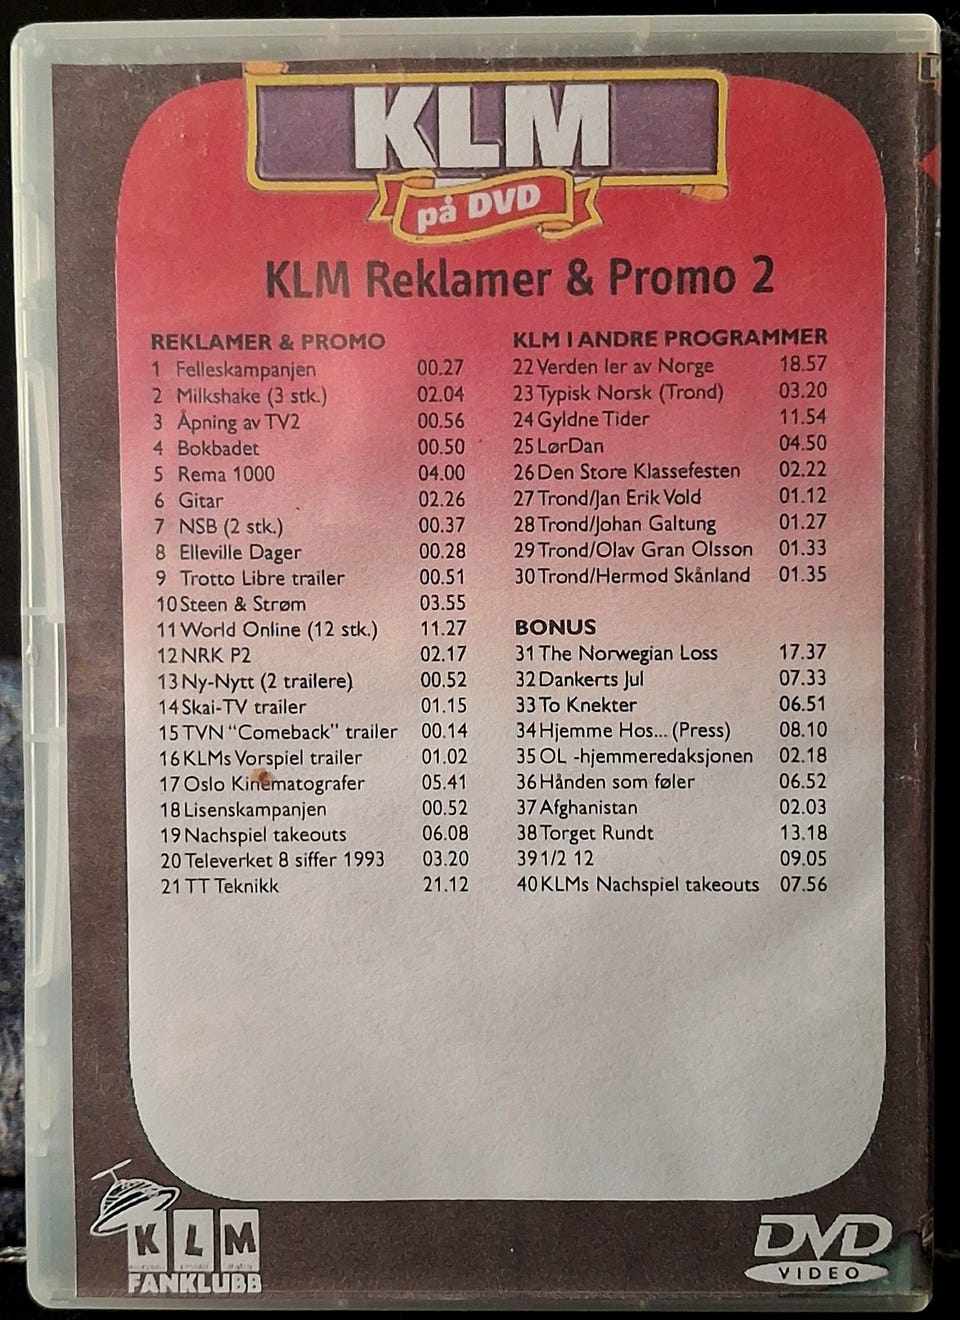 KLM
på DVD
KLM Reklamer & Promo 2
REKLAMER & PROMO
1 Felleskampanjen 00.27
2 Milkshake (3 stk.) 02.04
3 Åpning av TV2 00.56
4 Bokbadet 00.50
5 Rema 1000 04.00
6 Gitar 02.26
7 NSB (2 stk.) 00.37
8 Elleville Dager 00.28
9 Trotto Libre trailer 00.51
10 Steen & Strøm 03.55
11 World Online (12 stk.) 11.27
12 NRK P2 02.17
13 Ny-Nytt (2 trailere) 00.52
14 Skai-TV trailer 01.15
15 TVN "Comeback" trailer 00.14
16 KLMs Vorspiel trailer 01.02
17 Oslo Kinematografer 05.41
18 Lisenskampanjen 00.52
19 Nachspiel takeouts 06.08
20 Televerket 8 siffer 1993 03.20
21 TT Teknikk 21.12
KLM I ANDRE PROGRAMMER
22 Verden ler av Norge 18.57
23 Typisk Norsk (Trond) 03.20
24 Gyldne Tider 11.54
25 LørDan 04.50
26 Den Store Klassefesten 02.22
27 Trond/Jan Erik Vold 01.12
28 Trond/Johan Galtung 01.27
29 Trond/Olav Gran Olsson 01.33
30 Trond/Hermod Skånland 01.35
BONUS
31 The Norwegian Loss 17.37
32 Dankerts Jul 07.33
33 To Knekter 06.51
34 Hjemme Hos... (Press) 08.10
35 OL -hjemmeredaksjonen 02.18
36 Hånden som føler 06.52
37 Afghanistan 02.03
38 Torget Rundt 13.18
39 1/2 12 09.05
40 KLMs Nachspiel takeouts 07.56
KLM
FANKLUBB
DVD
VIDEO